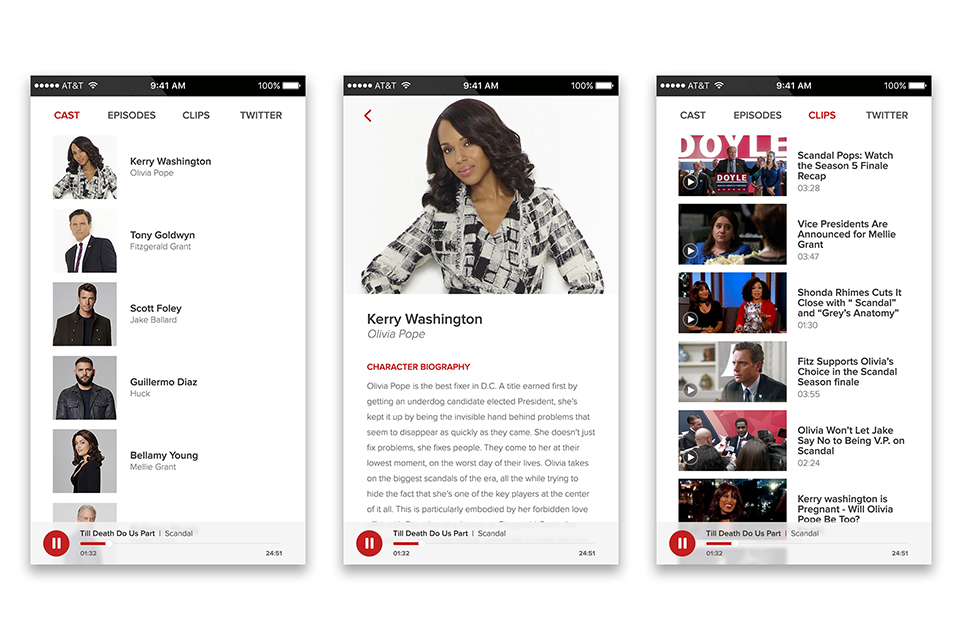 AT&T 9:41 AM 100%
CAST EPISODES CLIPS TWITTER
Kerry Washington
Olivia Pope
Tony Goldwyn
Fitzgerald Grant
Scott Foley
Jake Ballard
Guillermo Diaz
Huck
Bellamy Young
Mellie Grant
Till Death Do Us Part | Scandal
01:32 24:51
AT&T 9:41 AM 100%
Kerry Washington
Olivia Pope
CHARACTER BIOGRAPHY
Olivia Pope is the best fixer in D.C. A title earned first by
getting an underdog candidate elected President, she's
kept it up by being the invisible hand behind problems that
seem to disappear as quickly as they came. She doesn't just
fix problems, she fixes people. They come to her at their
lowest moment, on the worst day of their lives. Olivia takes
on the biggest scandals of the era, all the while trying to
hide the fact that she's one of the key players at the center
of it all. This is particularly embodied by her forbidden love
Till Death Do Us Part | Scandal
01:32 24:51
AT&T 9:41 AM 100%
CAST EPISODES CLIPS TWITTER
DOYLE
DOYLE
Scandal Pops: Watch
the Season 5 Finale
Recap
03:28
Vice Presidents Are
Announced for Mellie
Grant
03:47
Shonda Rhimes Cuts It
Close with “ Scandal”
and “Grey’s Anatomy”
01:30
Fitz Supports Olivia’s
Choice in the Scandal
Season finale
03:55
Olivia Won’t Let Jake
Say No to Being V.P. on
Scandal
02:24
Kerry washington is
Pregnant - Will Olivia
Pope Be Too?
Till Death Do Us Part | Scandal
01:32 24:51